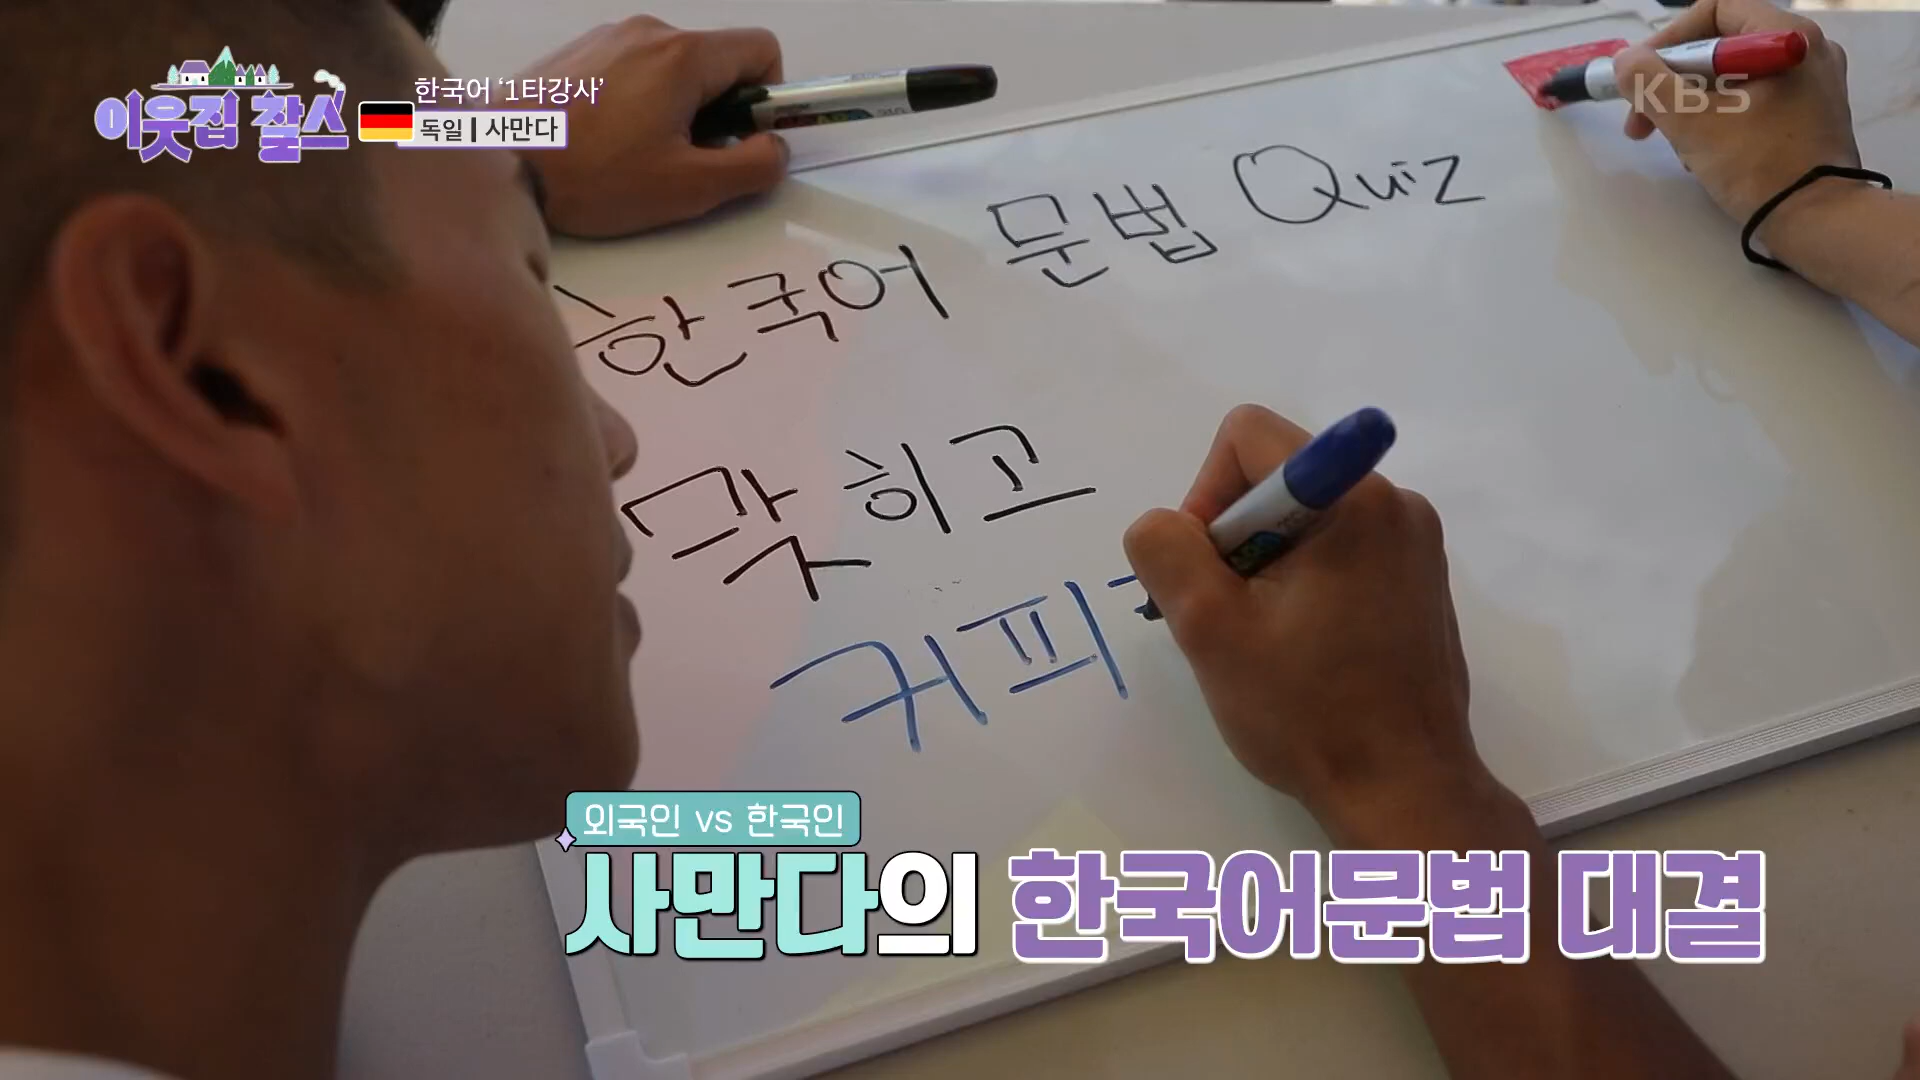 이웃집 찰스
한국어 ‘1타강사’
독일 | 사만다
KBS
한국어 문법 Quiz
맞히고
커피
외국인 vs 한국인
사만다의 한국어문법 대결